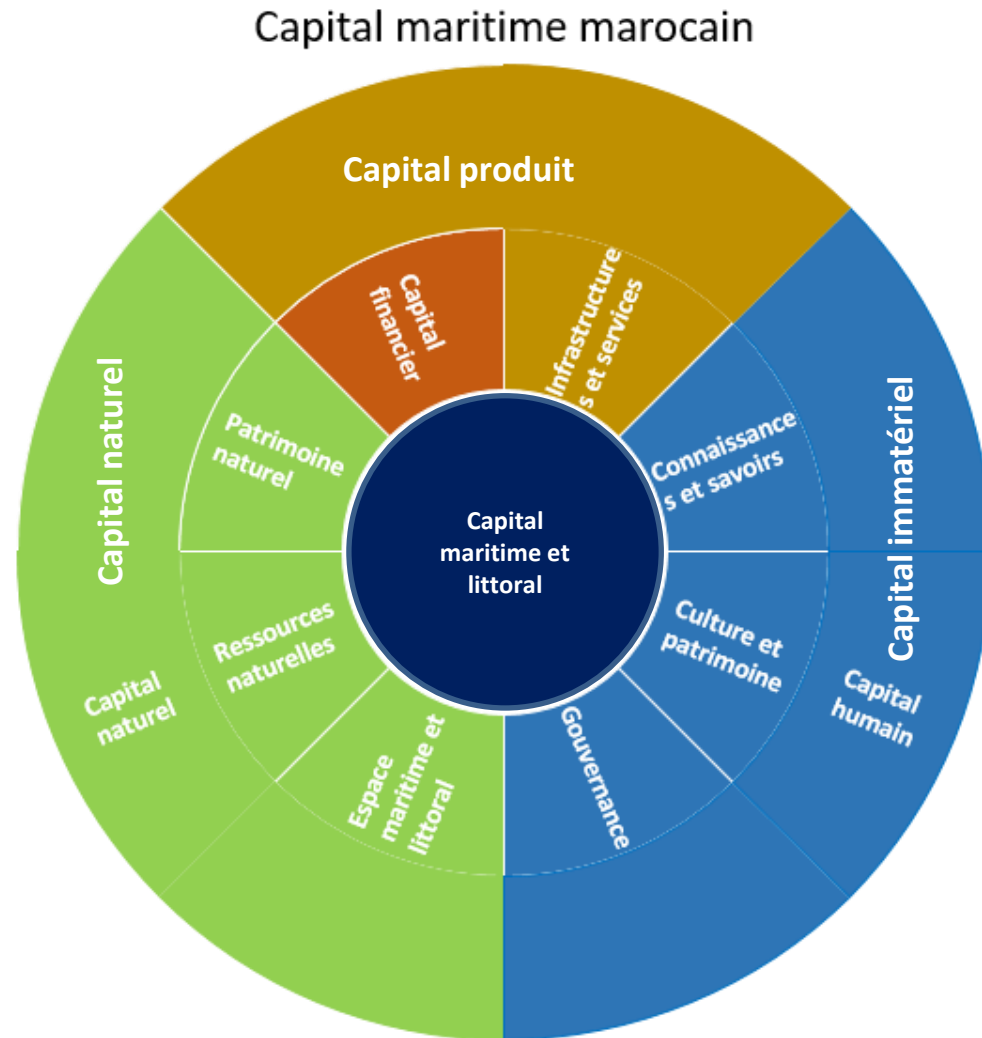 Capital maritime marocain
Capital produit
Capital
financier
Infrastructure
s et services
Capital naturel
Patrimoine
naturel
Connaissance
s et savoirs
Capital immatériel
Capital
maritime et
littoral
Ressources
naturelles
Culture et
patrimoine
Capital
naturel
Capital
humain
Espace
maritime et
littoral
Gouvernance